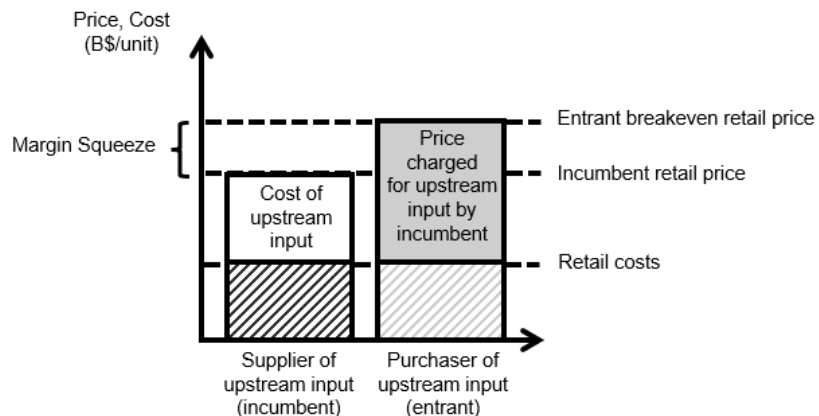 Price, Cost
(B$/unit)
Margin Squeeze
Entrant breakeven retail price
Price
charged
for upstream
input by
incumbent
Incumbent retail price
Cost of
upstream
input
Retail costs
Supplier of
upstream input
(incumbent)
Purchaser of
upstream input
(entrant)